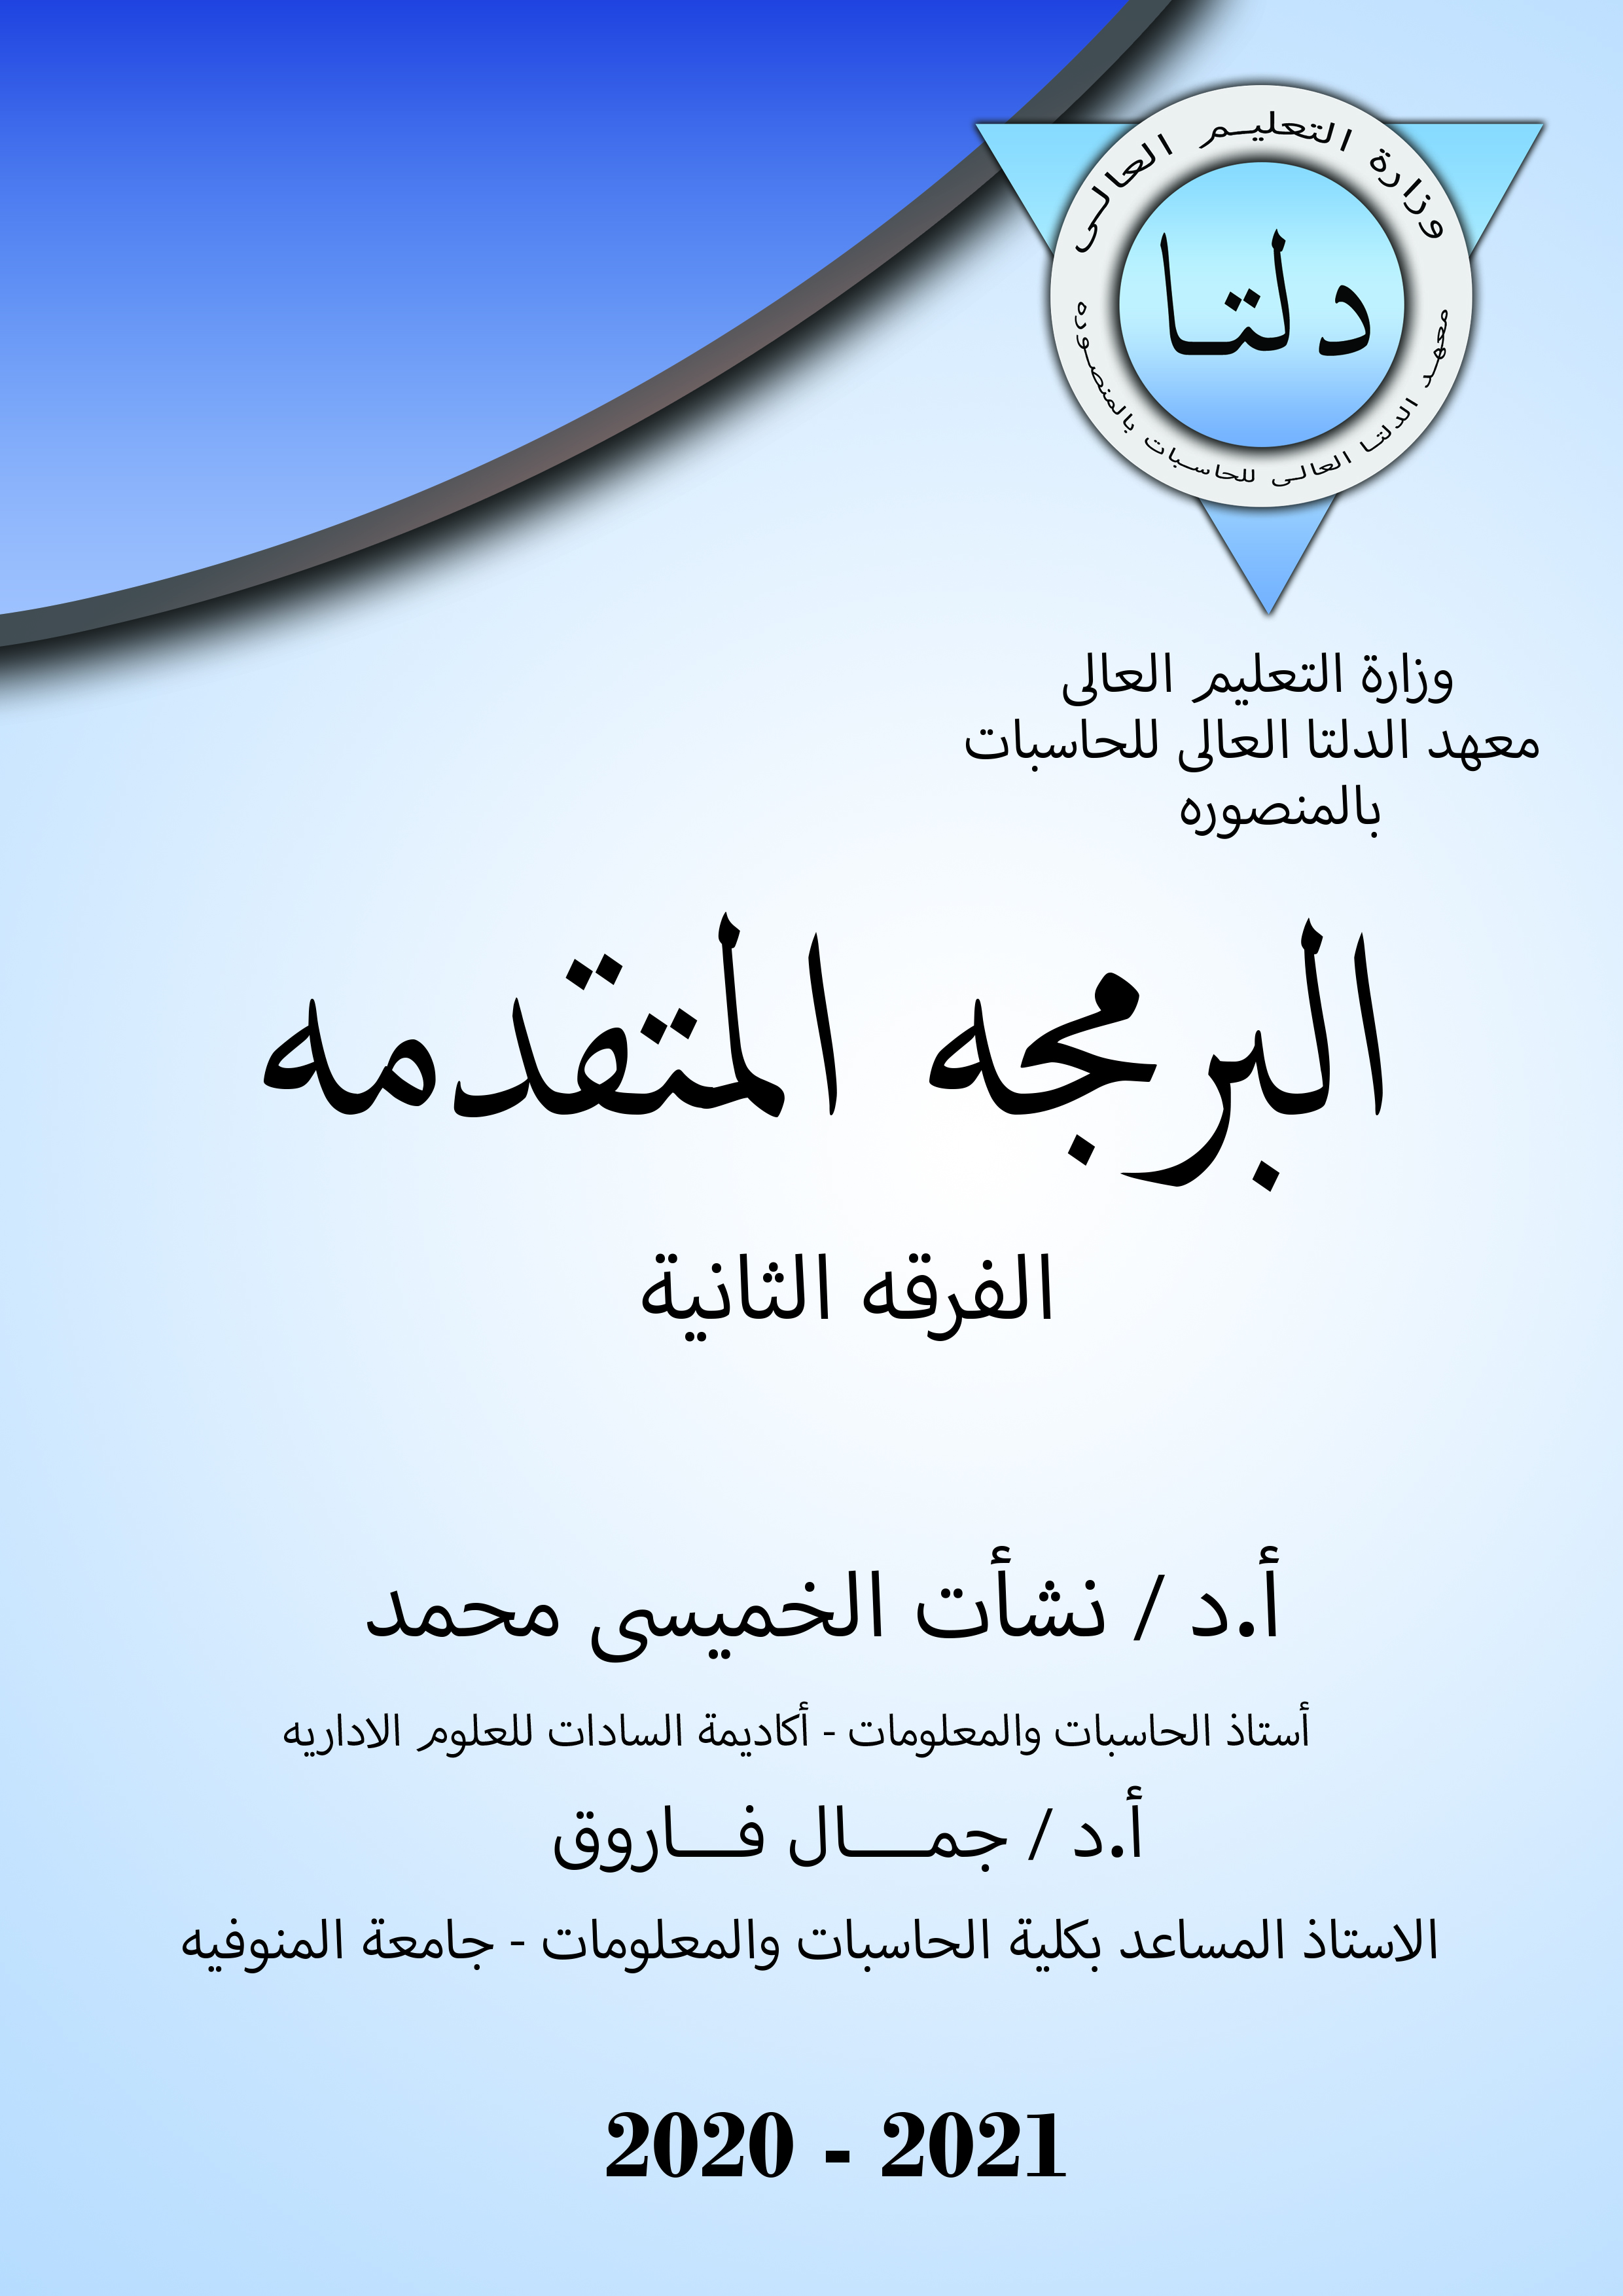 وزارة التعليم العالى
دلتا
معهد الدلتا العالى للحاسبات بالمنصوره
وزارة التعليم العالى
معهد الدلتا العالى للحاسبات
بالمنصوره
البرمجه المتقدمه
الفرقه الثانية
أ.د / نشأت الخميسى محمد
أستاذ الحاسبات والمعلومات - أكاديمة السادات للعلوم الاداريه
أ.د / جمـــال فـــاروق
الاستاذ المساعد بكلية الحاسبات والمعلومات - جامعة المنوفيه
2020 - 2021